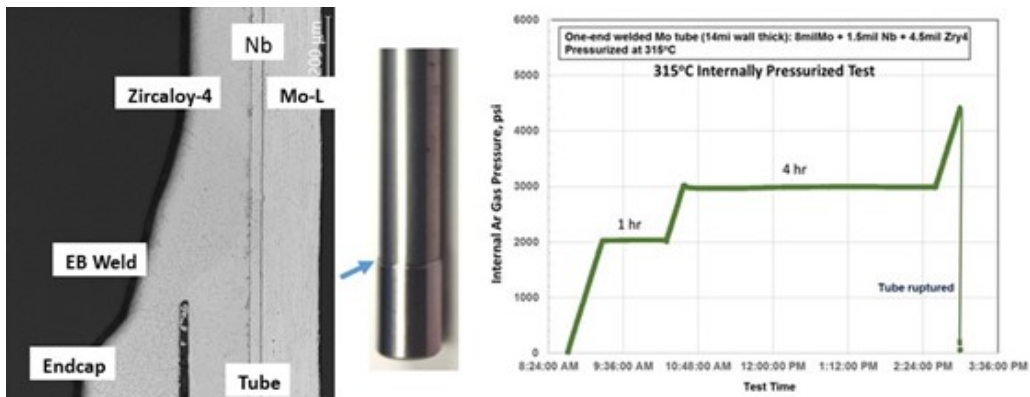 Nb
200 µm
Zircaloy-4
Mo-L
EB Weld
Endcap
Tube
One-end welded Mo tube (14mi wall thick): 8milMo + 1.5mil Nb + 4.5mil Zry4
Pressurized at 315°C
315°C Internally Pressurized Test
6000
5000
4000
3000
2000
1000
0
Internal Ar Gas Pressure, psi
1 hr
4 hr
Tube ruptured
8:24:00 AM
9:36:00 AM
10:48:00 AM
12:00:00 PM
1:12:00 PM
2:24:00 PM
3:36:00 PM
Test Time